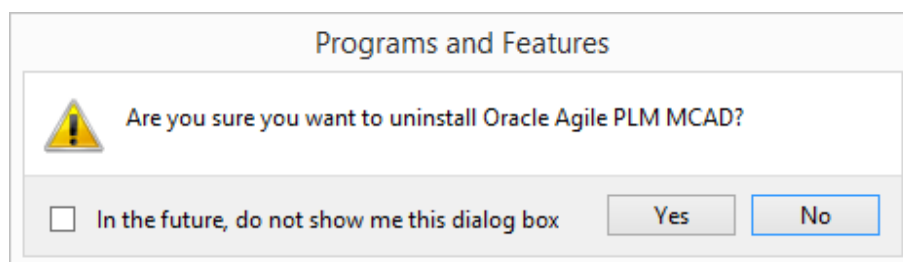 Programs and Features
Are you sure you want to uninstall Oracle Agile PLM MCAD?
In the future, do not show me this dialog box
Yes
No